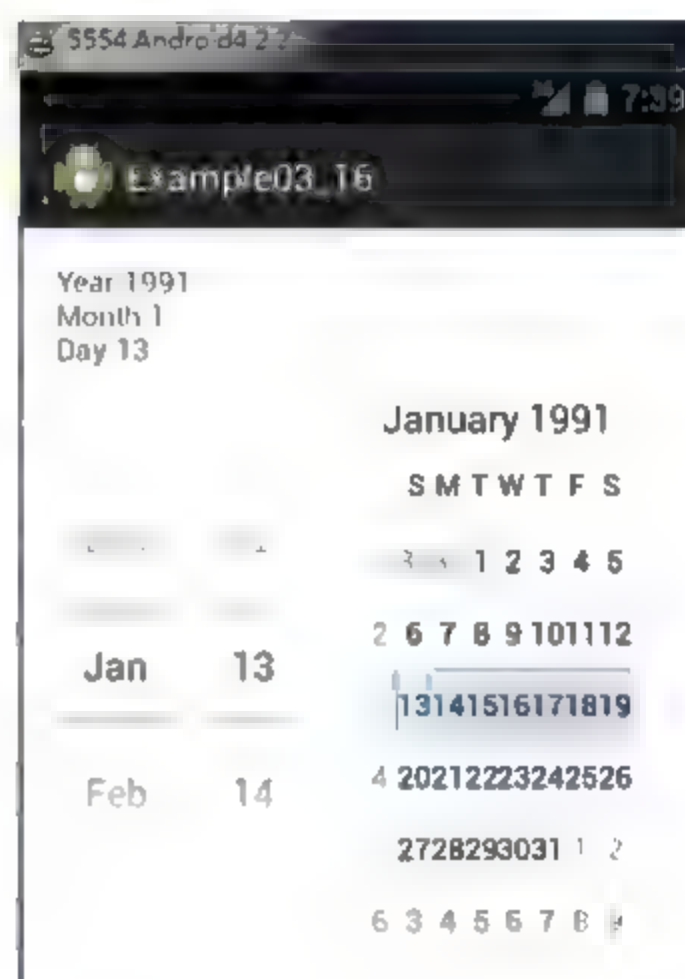 5554 Android4 2 2
7:39
Example03_16
Year 1991
Month 1
Day 13
January 1991
S M T W T F S
1 2 3 4 5
2 6 7 8 9 10 11 12
Jan 13
13 14 15 16 17 18 19
Feb 14
4 20 21 22 23 24 25 26
27 28 29 30 31 1 2
6 3 4 5 6 7 8